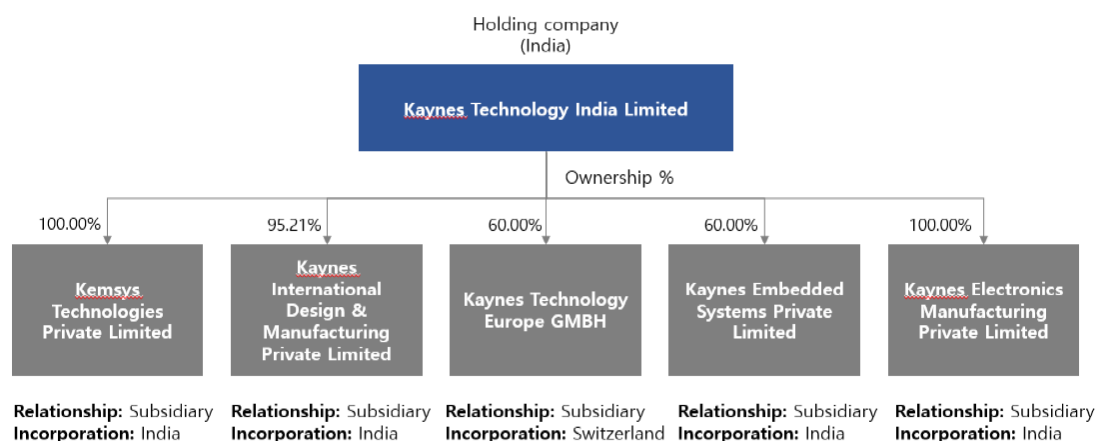 Holding company
(India)
Kaynes Technology India Limited
Ownership %
100.00%
95.21%
60.00%
60.00%
100.00%
Kemsys
Technologies
Private Limited
Kaynes
International
Design &
Manufacturing
Private Limited
Kaynes Technology
Europe GMBH
Kaynes Embedded
Systems Private
Limited
Kaynes Electronics
Manufacturing
Private Limited
Relationship: Subsidiary
Incorporation: India
Relationship: Subsidiary
Incorporation: India
Relationship: Subsidiary
Incorporation: Switzerland
Relationship: Subsidiary
Incorporation: India
Relationship: Subsidiary
Incorporation: India